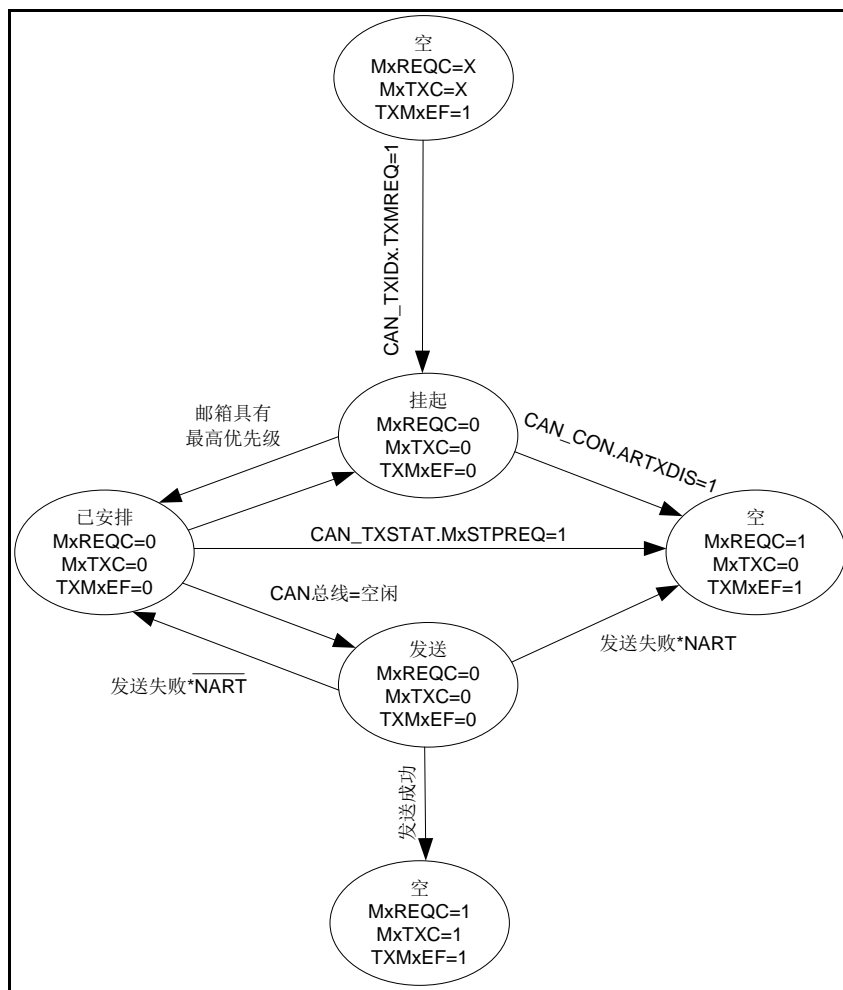 空
MxREQC=X
MxTXC=X
TXMxEF=1
CAN_TXIDx.TXMREQ=1
挂起
MxREQC=0
MxTXC=0
TXMxEF=0
邮箱具有
最高优先级
CAN_CON.ARTXDIS=1
已安排
MxREQC=0
MxTXC=0
TXMxEF=0
CAN_TXSTAT.MxSTPREQ=1
空
MxREQC=1
MxTXC=0
TXMxEF=1
CAN总线=空闲
发送
MxREQC=0
MxTXC=0
TXMxEF=0
发送失败*NART
发送失败*N̅A̅R̅T̅
发送成功
空
MxREQC=1
MxTXC=1
TXMxEF=1